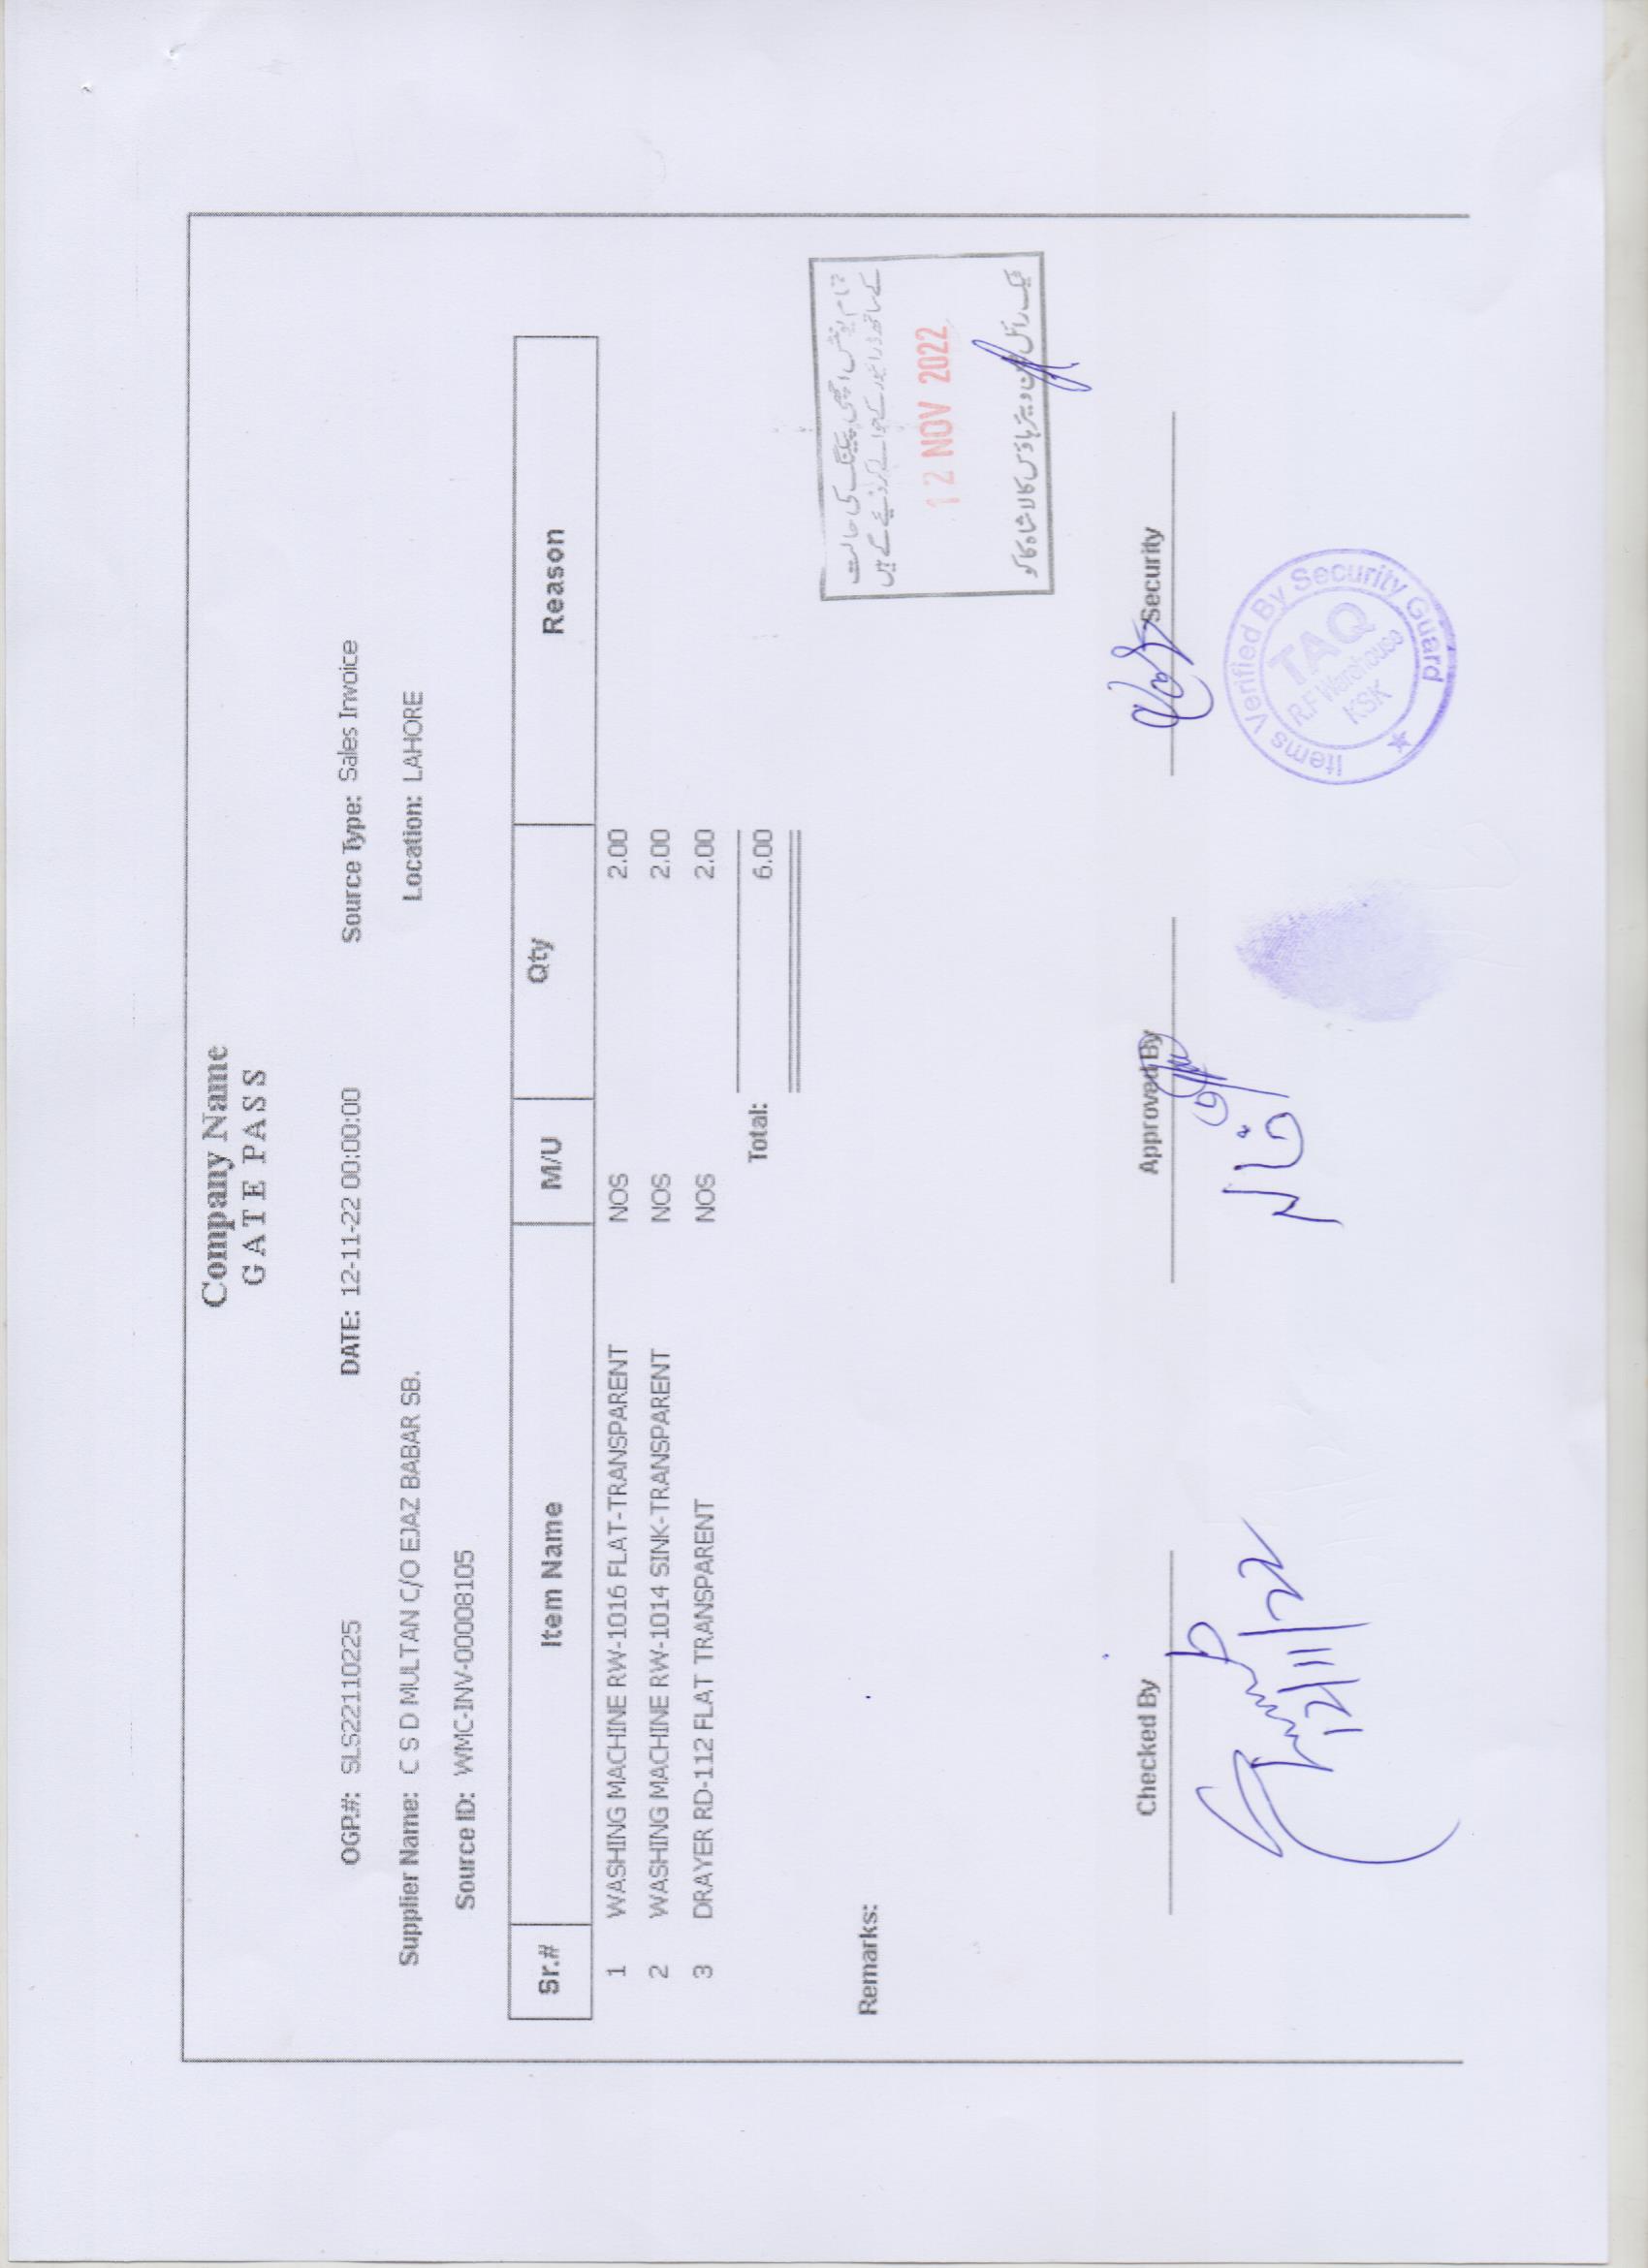 Company Name
GATE PASS
OGP.#: SLS22110225 DATE: 12-11-22 00:00:00 Source Type: Sales Invoice
Supplier Name: C S D MULTAN C/O EJAZ BABAR SB. Location: LAHORE
Source ID: WMC-INV-00008105
Sr.# Item Name M/U Qty Reason
1 WASHING MACHINE RW-1016 FLAT-TRANSPARENT NOS 2.00
2 WASHING MACHINE RW-1014 SINK-TRANSPARENT NOS 2.00
3 DRAYER RD-112 FLAT TRANSPARENT NOS 2.00
Total: 6.00
Remarks:
تمام یونٹس اچھی پیکنگ کی حالت
کے ساتھ ڈرائیور کے حوالے کر دئیے گے ہیں
12 NOV 2022
ٹیک رائل ویئر ہاؤس کالا شاہ کاکو
Checked By Approved By Security
12/11/22
Items Verified By Security Guard
TAQ
R.F Warehouse
KSK